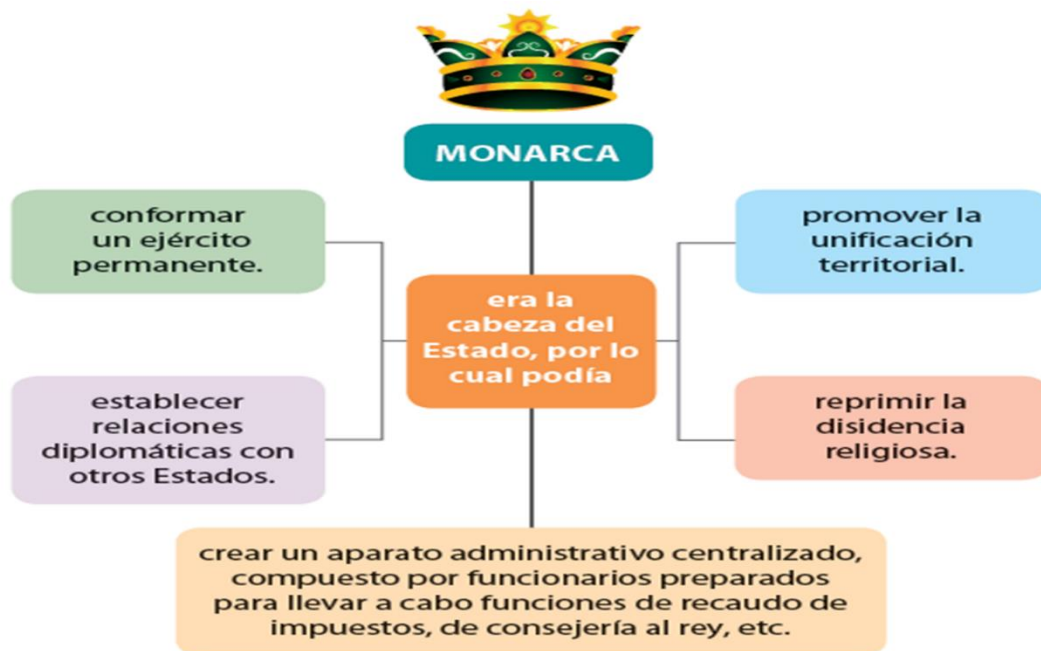 MONARCA
conformar
un ejército
permanente.
promover la
unificación
territorial.
era la
cabeza del
Estado, por lo
cual podía
establecer
relaciones
diplomáticas con
otros Estados.
reprimir la
disidencia
religiosa.
crear un aparato administrativo centralizado,
compuesto por funcionarios preparados
para llevar a cabo funciones de recaudo de
impuestos, de consejería al rey, etc.